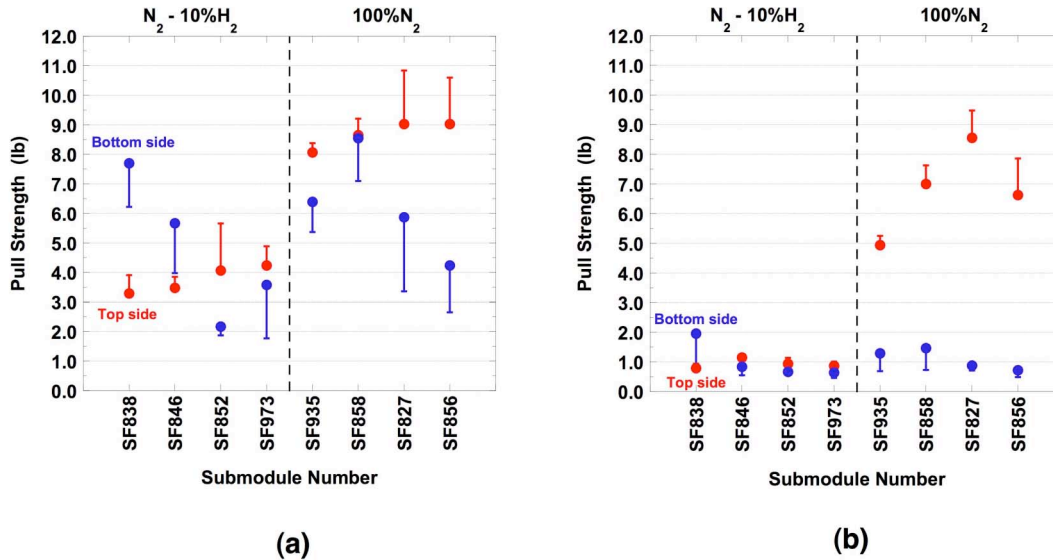 N2 - 10%H2 100%N2
12.0
11.0
10.0
9.0
8.0
7.0
6.0
5.0
4.0
3.0
2.0
1.0
0.0
Pull Strength (lb)
Bottom side
Top side
SF838
SF846
SF852
SF973
SF935
SF858
SF827
SF856
Submodule Number
(a)
N2 - 10%H2 100%N2
12.0
11.0
10.0
9.0
8.0
7.0
6.0
5.0
4.0
3.0
2.0
1.0
0.0
Pull Strength (lb)
Bottom side
Top side
SF838
SF846
SF852
SF973
SF935
SF858
SF827
SF856
Submodule Number
(b)